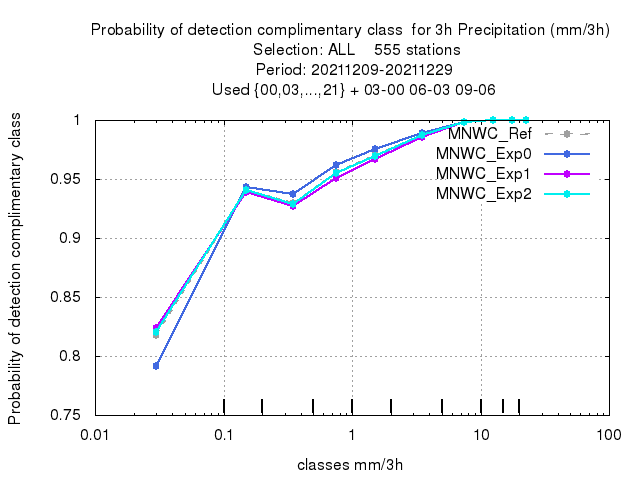 Probability of detection complimentary class for 3h Precipitation (mm/3h)
Selection: ALL 555 stations
Period: 20211209-20211229
Used {00,03,...,21} + 03-00 06-03 09-06
Probability of detection complimentary class
1
0.95
0.9
0.85
0.8
0.75
MNWC_Ref
MNWC_Exp0
MNWC_Exp1
MNWC_Exp2
0.01 0.1 1 10 100
classes mm/3h